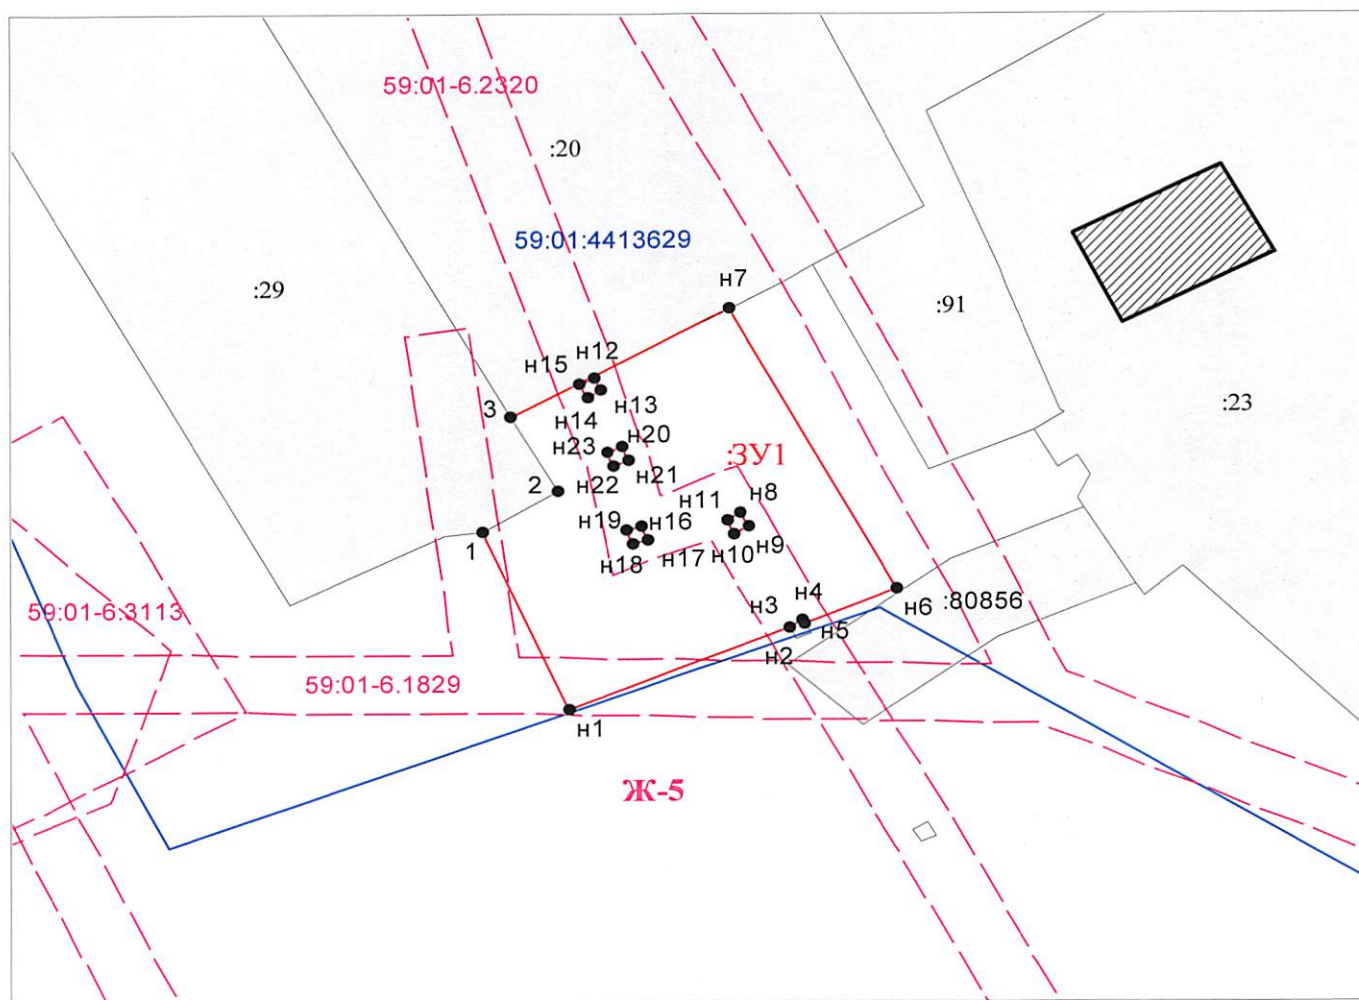 59:01-6.2320
:20
59:01:4413629
:29
н7
:91
н15
н12
3
н14
н13
:23
н23
н20
:ЗУ1
2
н22
н21
н11
н8
н19
н16
1
н18
н17
н10
н9
59:01-6.3113
н3
н4
н6
:80856
н5
н2
59:01-6.1829
н1
Ж-5